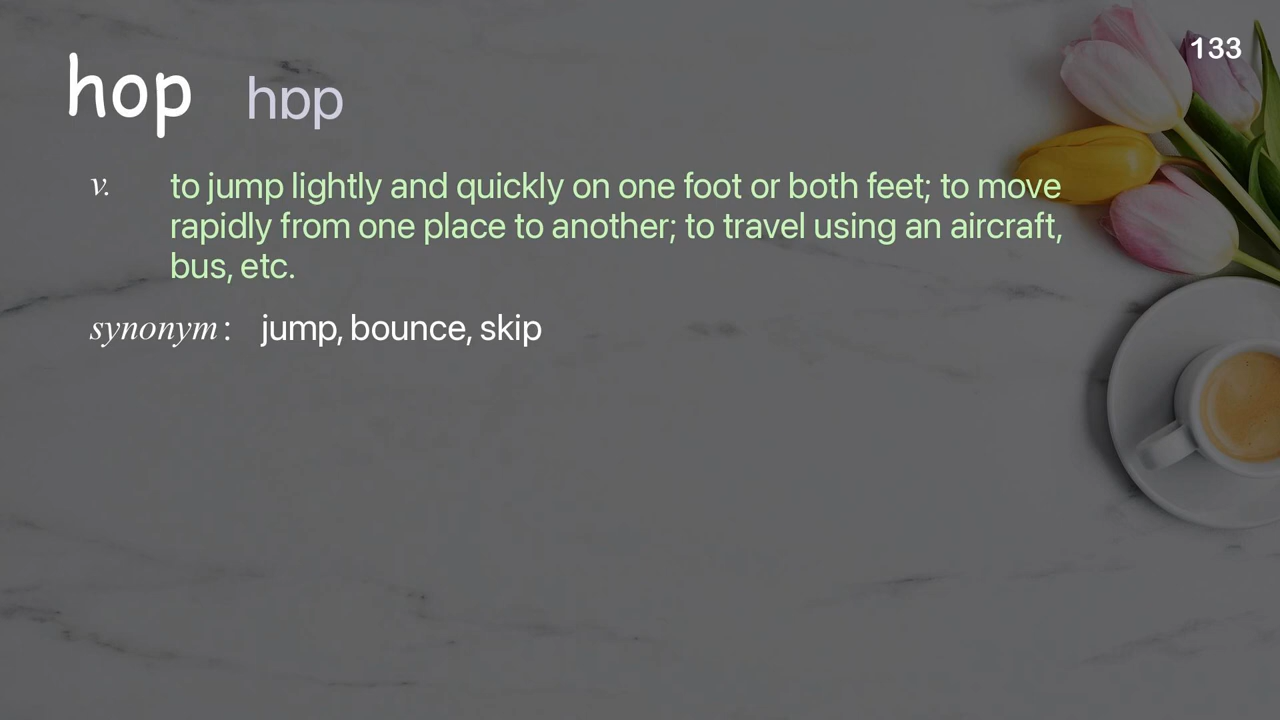 133
hop hɒp
v. to jump lightly and quickly on one foot or both feet; to move
rapidly from one place to another; to travel using an aircraft,
bus, etc.
synonym: jump, bounce, skip